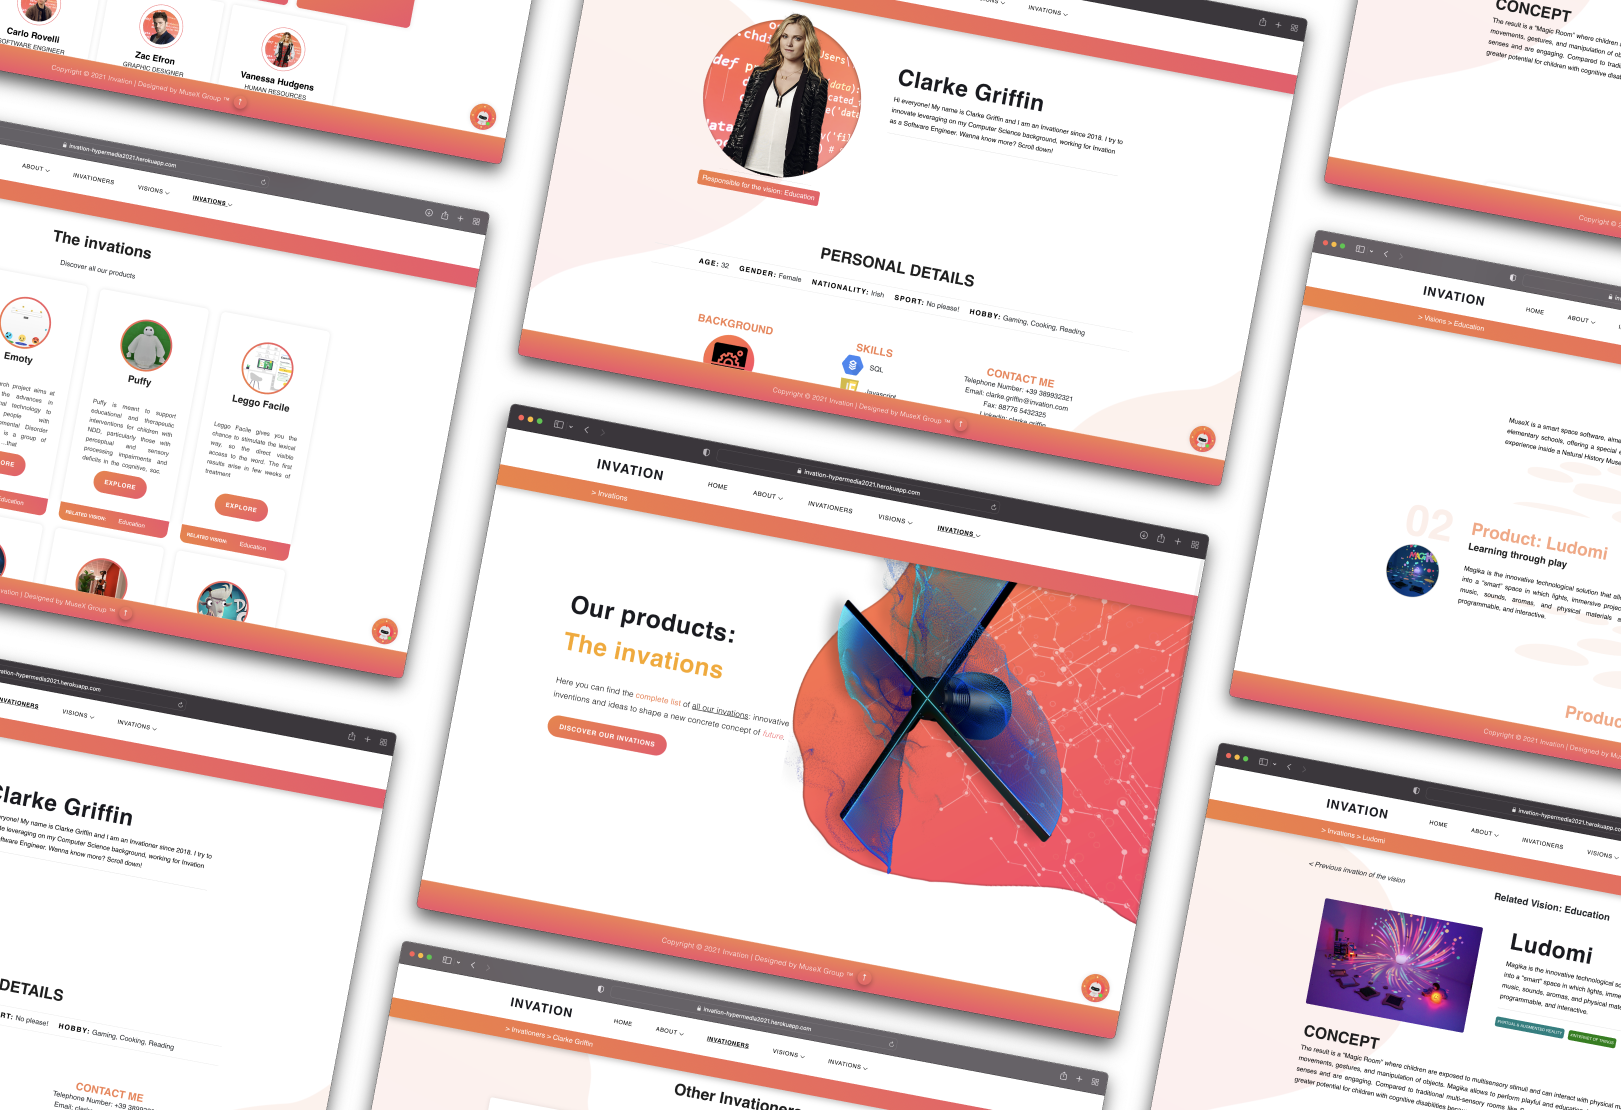 Carlo Rovelli
SOFTWARE ENGINEER
Zac Efron
GRAPHIC DESIGNER
Vanessa Hudgens
HUMAN RESOURCES
Copyright © 2021 Invation | Designed by MuseX Group ™
INVATIONS
Clarke Griffin
Hi everyone! My name is Clarke Griffin and I am an Invationer since 2018. I try to
innovate leveraging on my Computer Science background, working for Invation
as a Software Engineer. Wanna know more? Scroll down!
Responsible for the vision: Education
PERSONAL DETAILS
AGE: 32 GENDER: Female NATIONALITY: Irish SPORT: No please! HOBBY: Gaming, Cooking, Reading
BACKGROUND
SKILLS
SQL
Javascript
CONTACT ME
Telephone Number: +39 389932321
Email: clarke.griffin@invation.com
Fax: 88776 5432325
Linkedin: clarke.griffin
Copyright © 2021 Invation | Designed by MuseX Group ™
CONCEPT
The result is a "Magic Room" where children
movements, gestures, and manipulation of
senses and are engaging. Compared to
greater potential for children with cognitive
Copyright ©
invation-hypermedia2021.herokuapp.com
ABOUT
INVATIONERS
VISIONS
INVATIONS
The invations
Discover all our products
Emoty
research project aims at
the advances in
technology to
people with
Disorder
is a group of
...that
Puffy
Puffy is meant to support
educational and therapeutic
interventions for children with
NDD, particularly those with
perceptual and sensory
processing impairments and
deficits in the cognitive, soc.
EXPLORE
RELATED VISION: Education
Leggo Facile
Leggo Facile gives you the
chance to stimulate the lexical
way, so the direct visible
access to the word. The first
results arise in few weeks of
treatment
EXPLORE
RELATED VISION: Education
Invation | Designed by MuseX Group ™
INVATION
HOME
ABOUT
INVATIONERS
VISIONS
INVATIONS
invation-hypermedia2021.herokuapp.com
> Invations
Our products:
The invations
Here you can find the complete list of all our invations: innovative
inventions and ideas to shape a new concrete concept of future.
DISCOVER OUR INVATIONS
Copyright © 2021 Invation | Designed by MuseX Group ™
INVATION
HOME
ABOUT
> Visions > Education
MuseX is a smart space software,
elementary schools, offering a special
experience inside a Natural History
02
Product: Ludomi
Learning through play
Magika is the innovative technological solution that
into a "smart" space in which lights, immersive
music, sounds, aromas, and physical materials
programmable, and interactive.
Copyright © 2021 Invation | Designed by
invation-hypermedia2021.herokuapp.com
INVATIONERS
VISIONS
INVATIONS
Clarke Griffin
everyone! My name is Clarke Griffin and I am an Invationer since 2018. I try to
leveraging on my Computer Science background, working for Invation
Software Engineer. Wanna know more? Scroll down!
DETAILS
No please! HOBBY: Gaming, Cooking, Reading
CONTACT ME
Telephone Number: +39
Email:
INVATION
HOME
ABOUT
INVATIONERS
VISIONS
INVATIONS
invation-hypermedia2021.herokuapp.com
> Invationers > Clarke Griffin
Other Invationers
INVATION
HOME
ABOUT
INVATIONERS
VISIONS
invation-hypermedia2021.herokuapp.com
> Invations > Ludomi
< Previous invation of the vision
Related Vision: Education
Ludomi
Magika is the innovative technological
into a "smart" space in which lights,
music, sounds, aromas, and physical
programmable, and interactive.
VIRTUAL & AUGMENTED REALITY
INTERNET OF THINGS
CONCEPT
The result is a "Magic Room" where children are exposed to multisensory stimuli and can interact with physical
movements, gestures, and manipulation of objects. Magika allows to perform playful and
senses and are engaging. Compared to traditional multi-sensory rooms
greater potential for children with cognitive disabilities